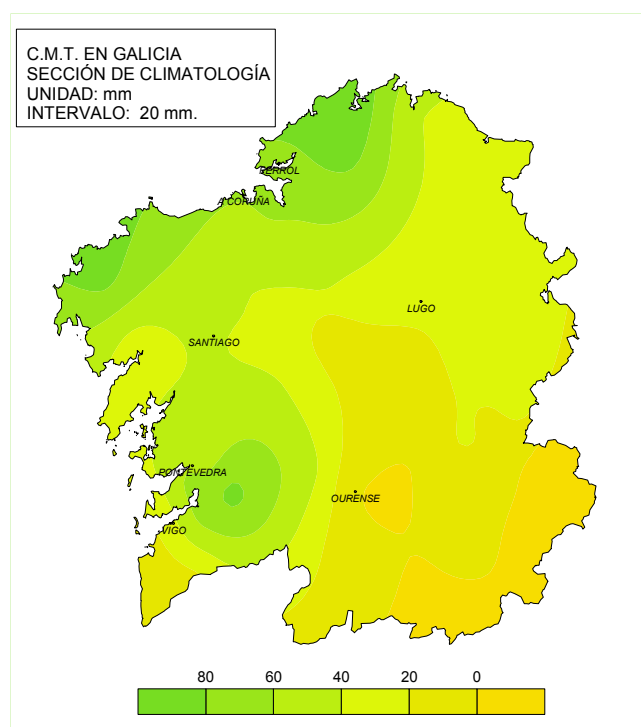 C.M.T. EN GALICIA
SECCIÓN DE CLIMATOLOGÍA
UNIDAD: mm
INTERVALO: 20 mm.
FERROL
A CORUÑA
LUGO
SANTIAGO
PONTEVEDRA
OURENSE
VIGO
80 60 40 20 0